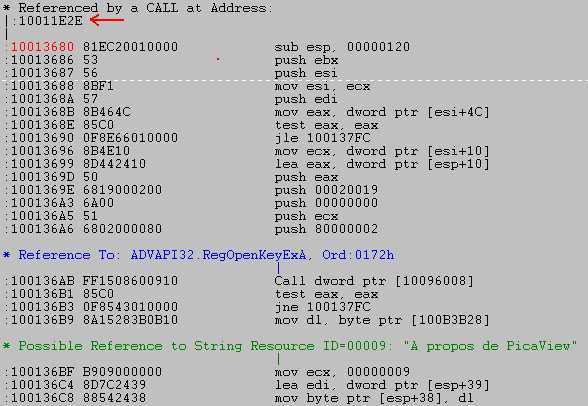 * Referenced by a CALL at Address:
|:10011E2E
|
:10013680 81EC20010000 sub esp, 00000120
:10013686 53 push ebx
:10013687 56 push esi
:10013688 8BF1 mov esi, ecx
:1001368A 57 push edi
:1001368B 8B464C mov eax, dword ptr [esi+4C]
:1001368E 85C0 test eax, eax
:10013690 0F8E66010000 jle 100137FC
:10013696 8B4E10 mov ecx, dword ptr [esi+10]
:10013699 8D442410 lea eax, dword ptr [esp+10]
:1001369D 50 push eax
:1001369E 6819000200 push 00020019
:100136A3 6A00 push 00000000
:100136A5 51 push ecx
:100136A6 6802000080 push 80000002
* Reference To: ADVAPI32.RegOpenKeyExA, Ord:0172h
|
:100136AB FF1508600910 Call dword ptr [10096008]
:100136B1 85C0 test eax, eax
:100136B3 0F8543010000 jne 100137FC
:100136B9 8A15283B0B10 mov dl, byte ptr [100B3B28]
* Possible Reference to String Resource ID=00009: "A propos de PicaView"
|
:100136BF B909000000 mov ecx, 00000009
:100136C4 8D7C2439 lea edi, dword ptr [esp+39]
:100136C8 88542438 mov byte ptr [esp+38], dl